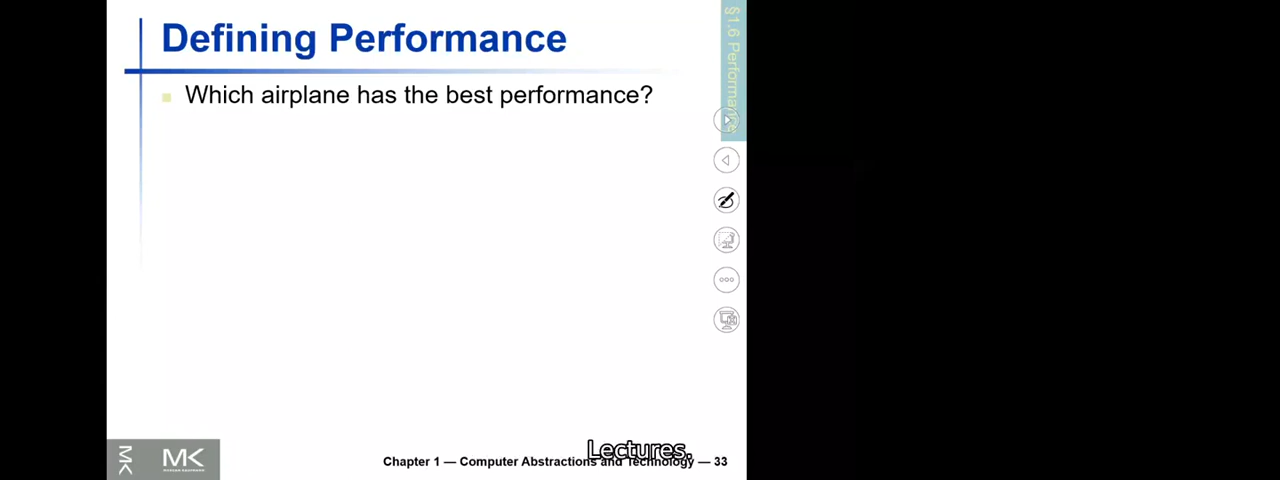 Defining Performance
§1.6 Performance
Which airplane has the best performance?
MK
MK
Lectures.
Chapter 1 — Computer Abstractions and Technology — 33